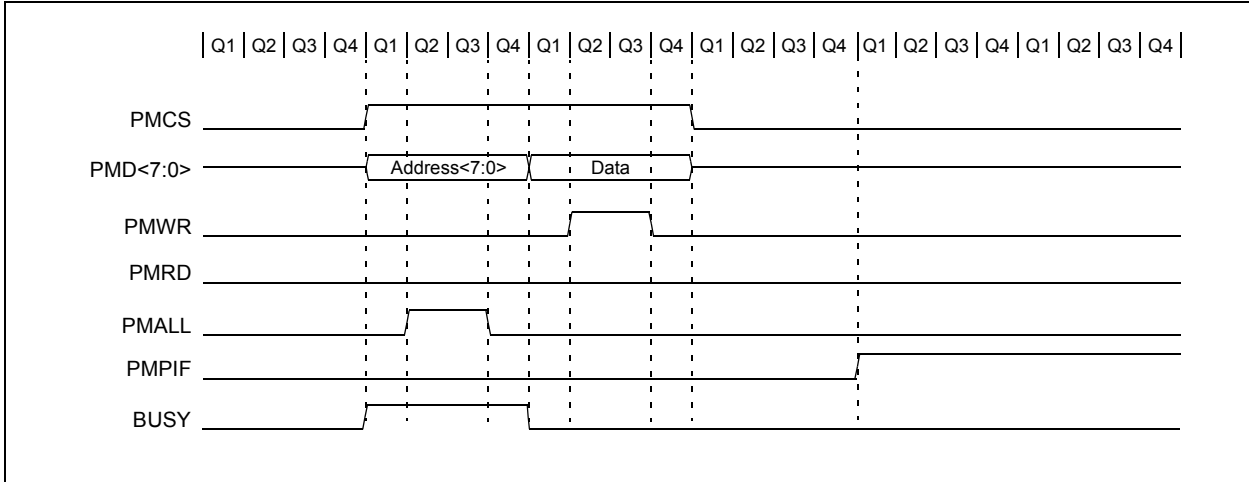 Q1 Q2 Q3 Q4 Q1 Q2 Q3 Q4 Q1 Q2 Q3 Q4 Q1 Q2 Q3 Q4 Q1 Q2 Q3 Q4 Q1 Q2 Q3 Q4
PMCS
PMD<7:0> Address<7:0> Data
PMWR
PMRD
PMALL
PMPIF
BUSY